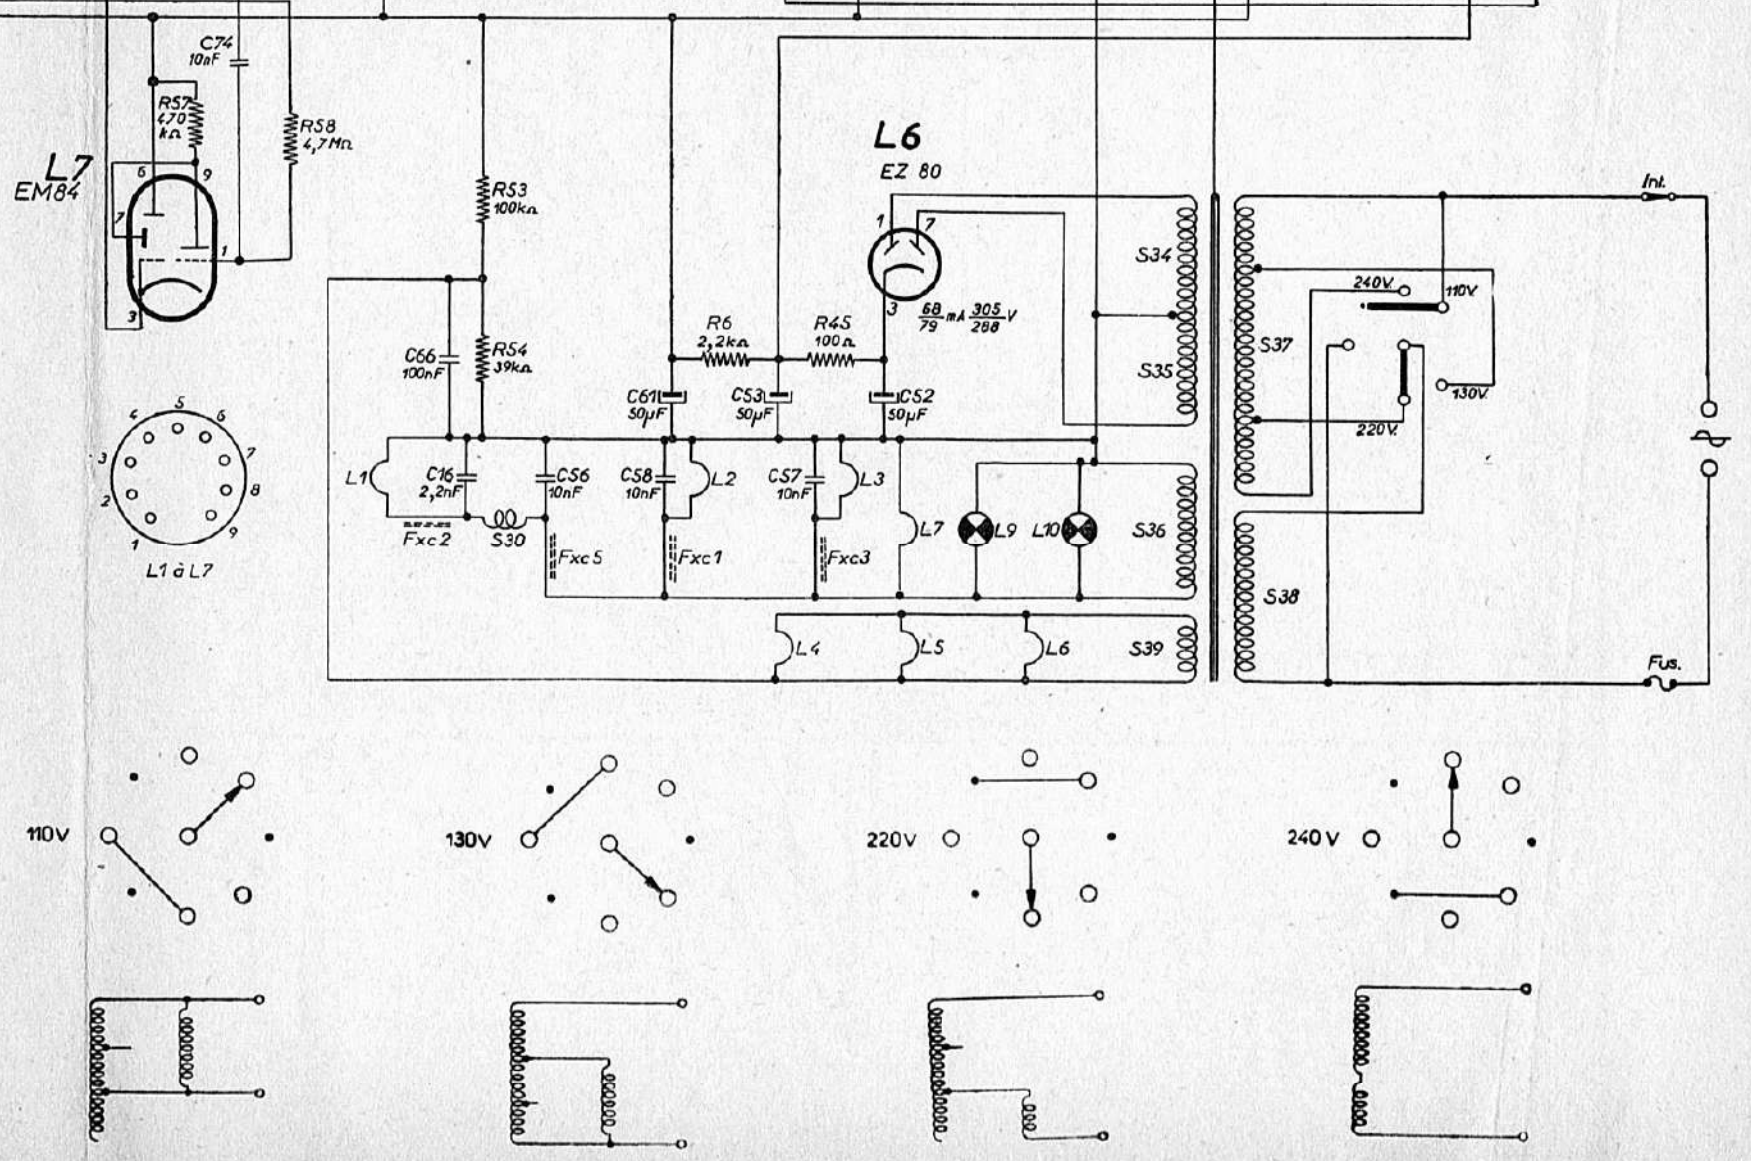 C74
10nF
R57
470
kΩ
R58
4,7MΩ
L7
EM84
6
9
7
1
3
R53
100kΩ
L6
EZ 80
1
7
3
68/79 mA 305/288 V
S34
S35
Int.
240V.
110V.
S37
130V.
220V.
C66
100nF
R54
39kΩ
R6
2,2kΩ
R45
100Ω
C61
50µF
C53
50µF
C52
50µF
1
2
3
4
5
6
7
8
9
L1 à L7
L1
C16
2,2nF
C56
10nF
C58
10nF
L2
C57
10nF
L3
L7
L9
L10
S36
Fxc2
S30
Fxc5
Fxc1
Fxc3
S38
L4
L5
L6
S39
Fus.
110V
130V
220V
240V